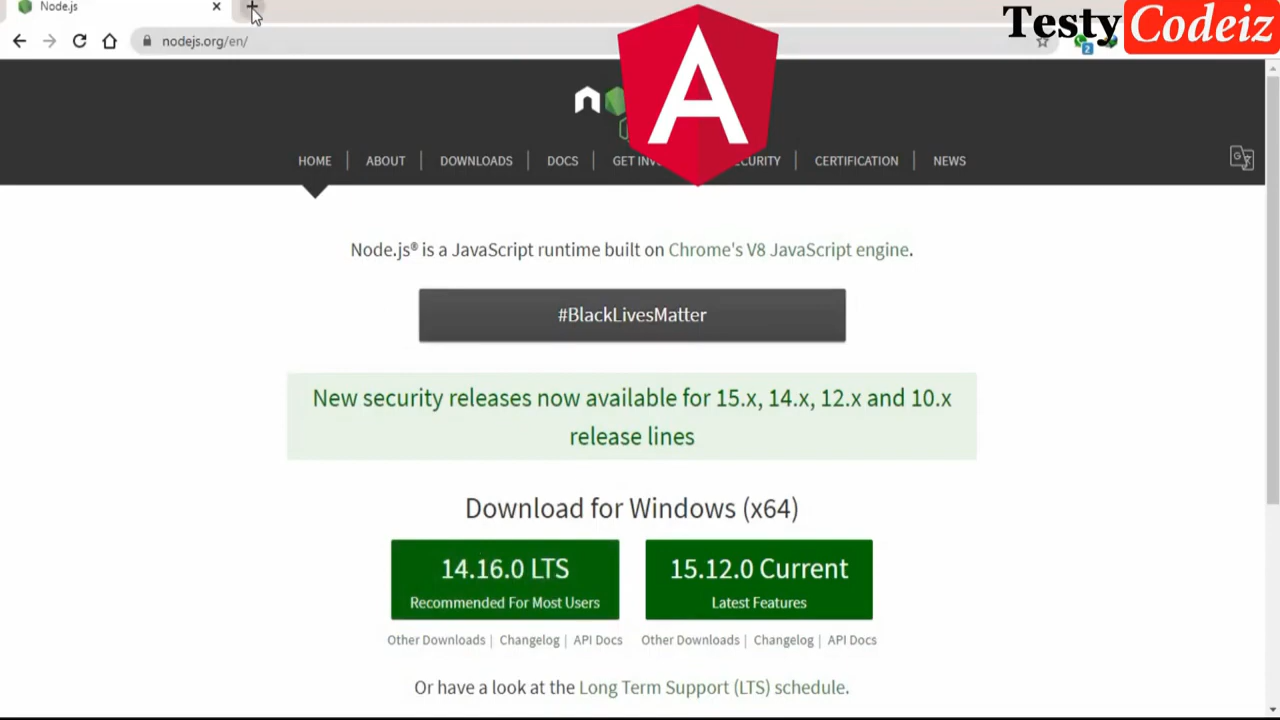 Node.js
Testy Codeiz
nodejs.org/en/
2
A
HOME
ABOUT
DOWNLOADS
DOCS
GET INV
CURITY
CERTIFICATION
NEWS
Node.js® is a JavaScript runtime built on Chrome's V8 JavaScript engine.
#BlackLivesMatter
New security releases now available for 15.x, 14.x, 12.x and 10.x
release lines
Download for Windows (x64)
14.16.0 LTS
Recommended For Most Users
15.12.0 Current
Latest Features
Other Downloads | Changelog | API Docs
Other Downloads | Changelog | API Docs
Or have a look at the Long Term Support (LTS) schedule.